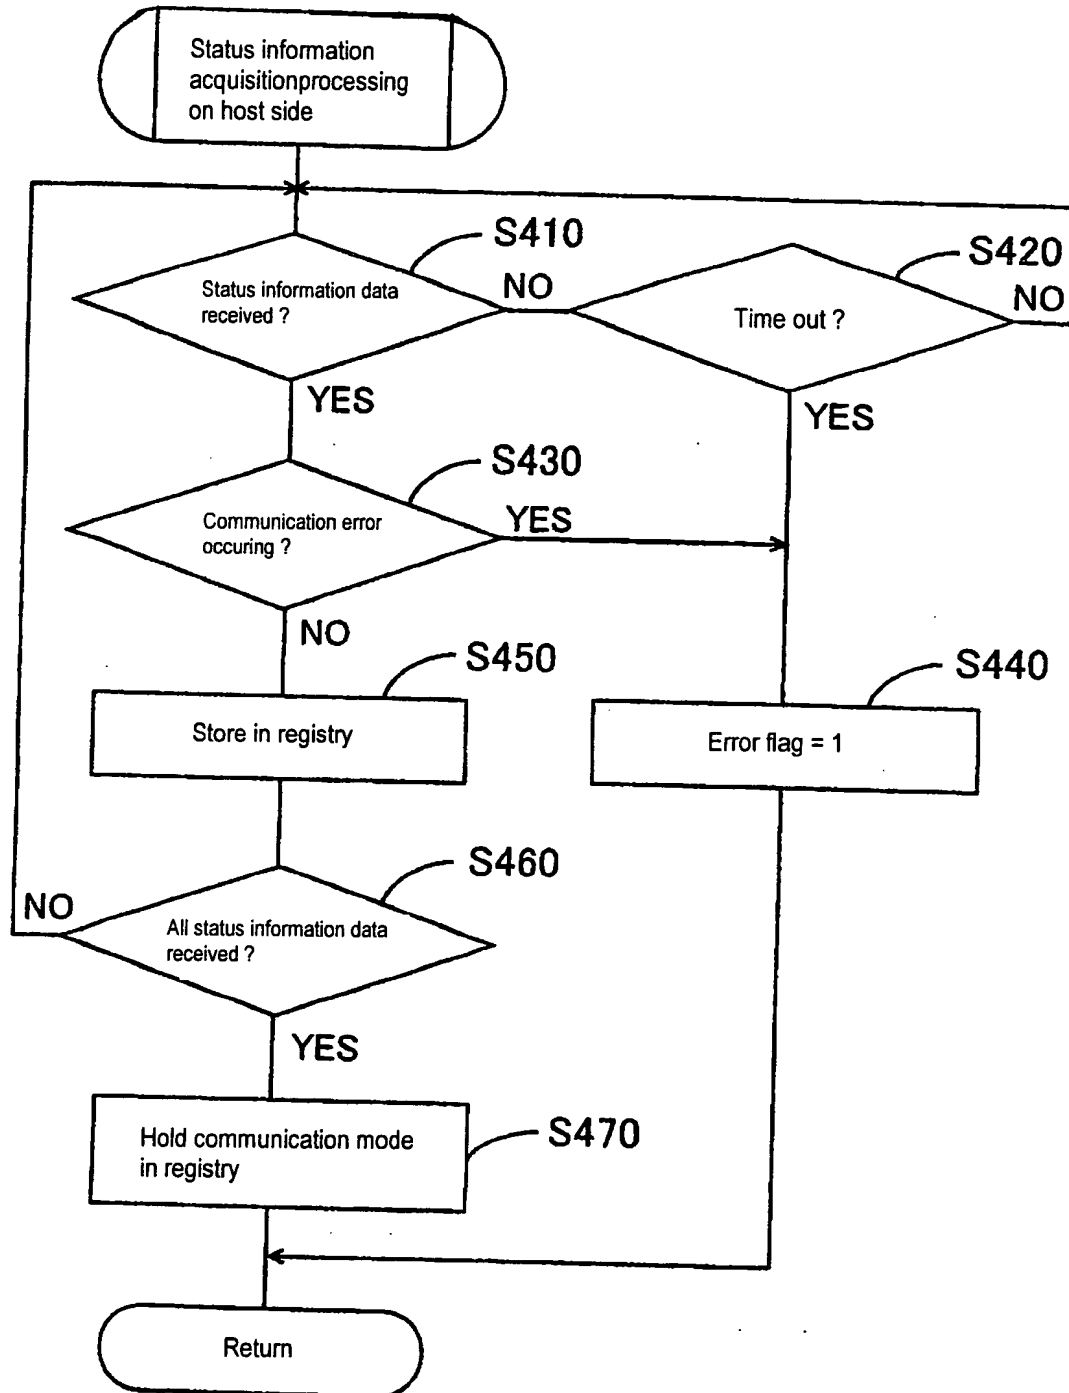 Status information
acquisitionprocessing
on host side
S410
Status information data
received ?
NO
S420
Time out ?
NO
YES
YES
S430
Communication error
occuring ?
YES
NO
S450
Store in registry
S440
Error flag = 1
S460
NO
All status information data
received ?
YES
Hold communication mode
in registry
S470
Return